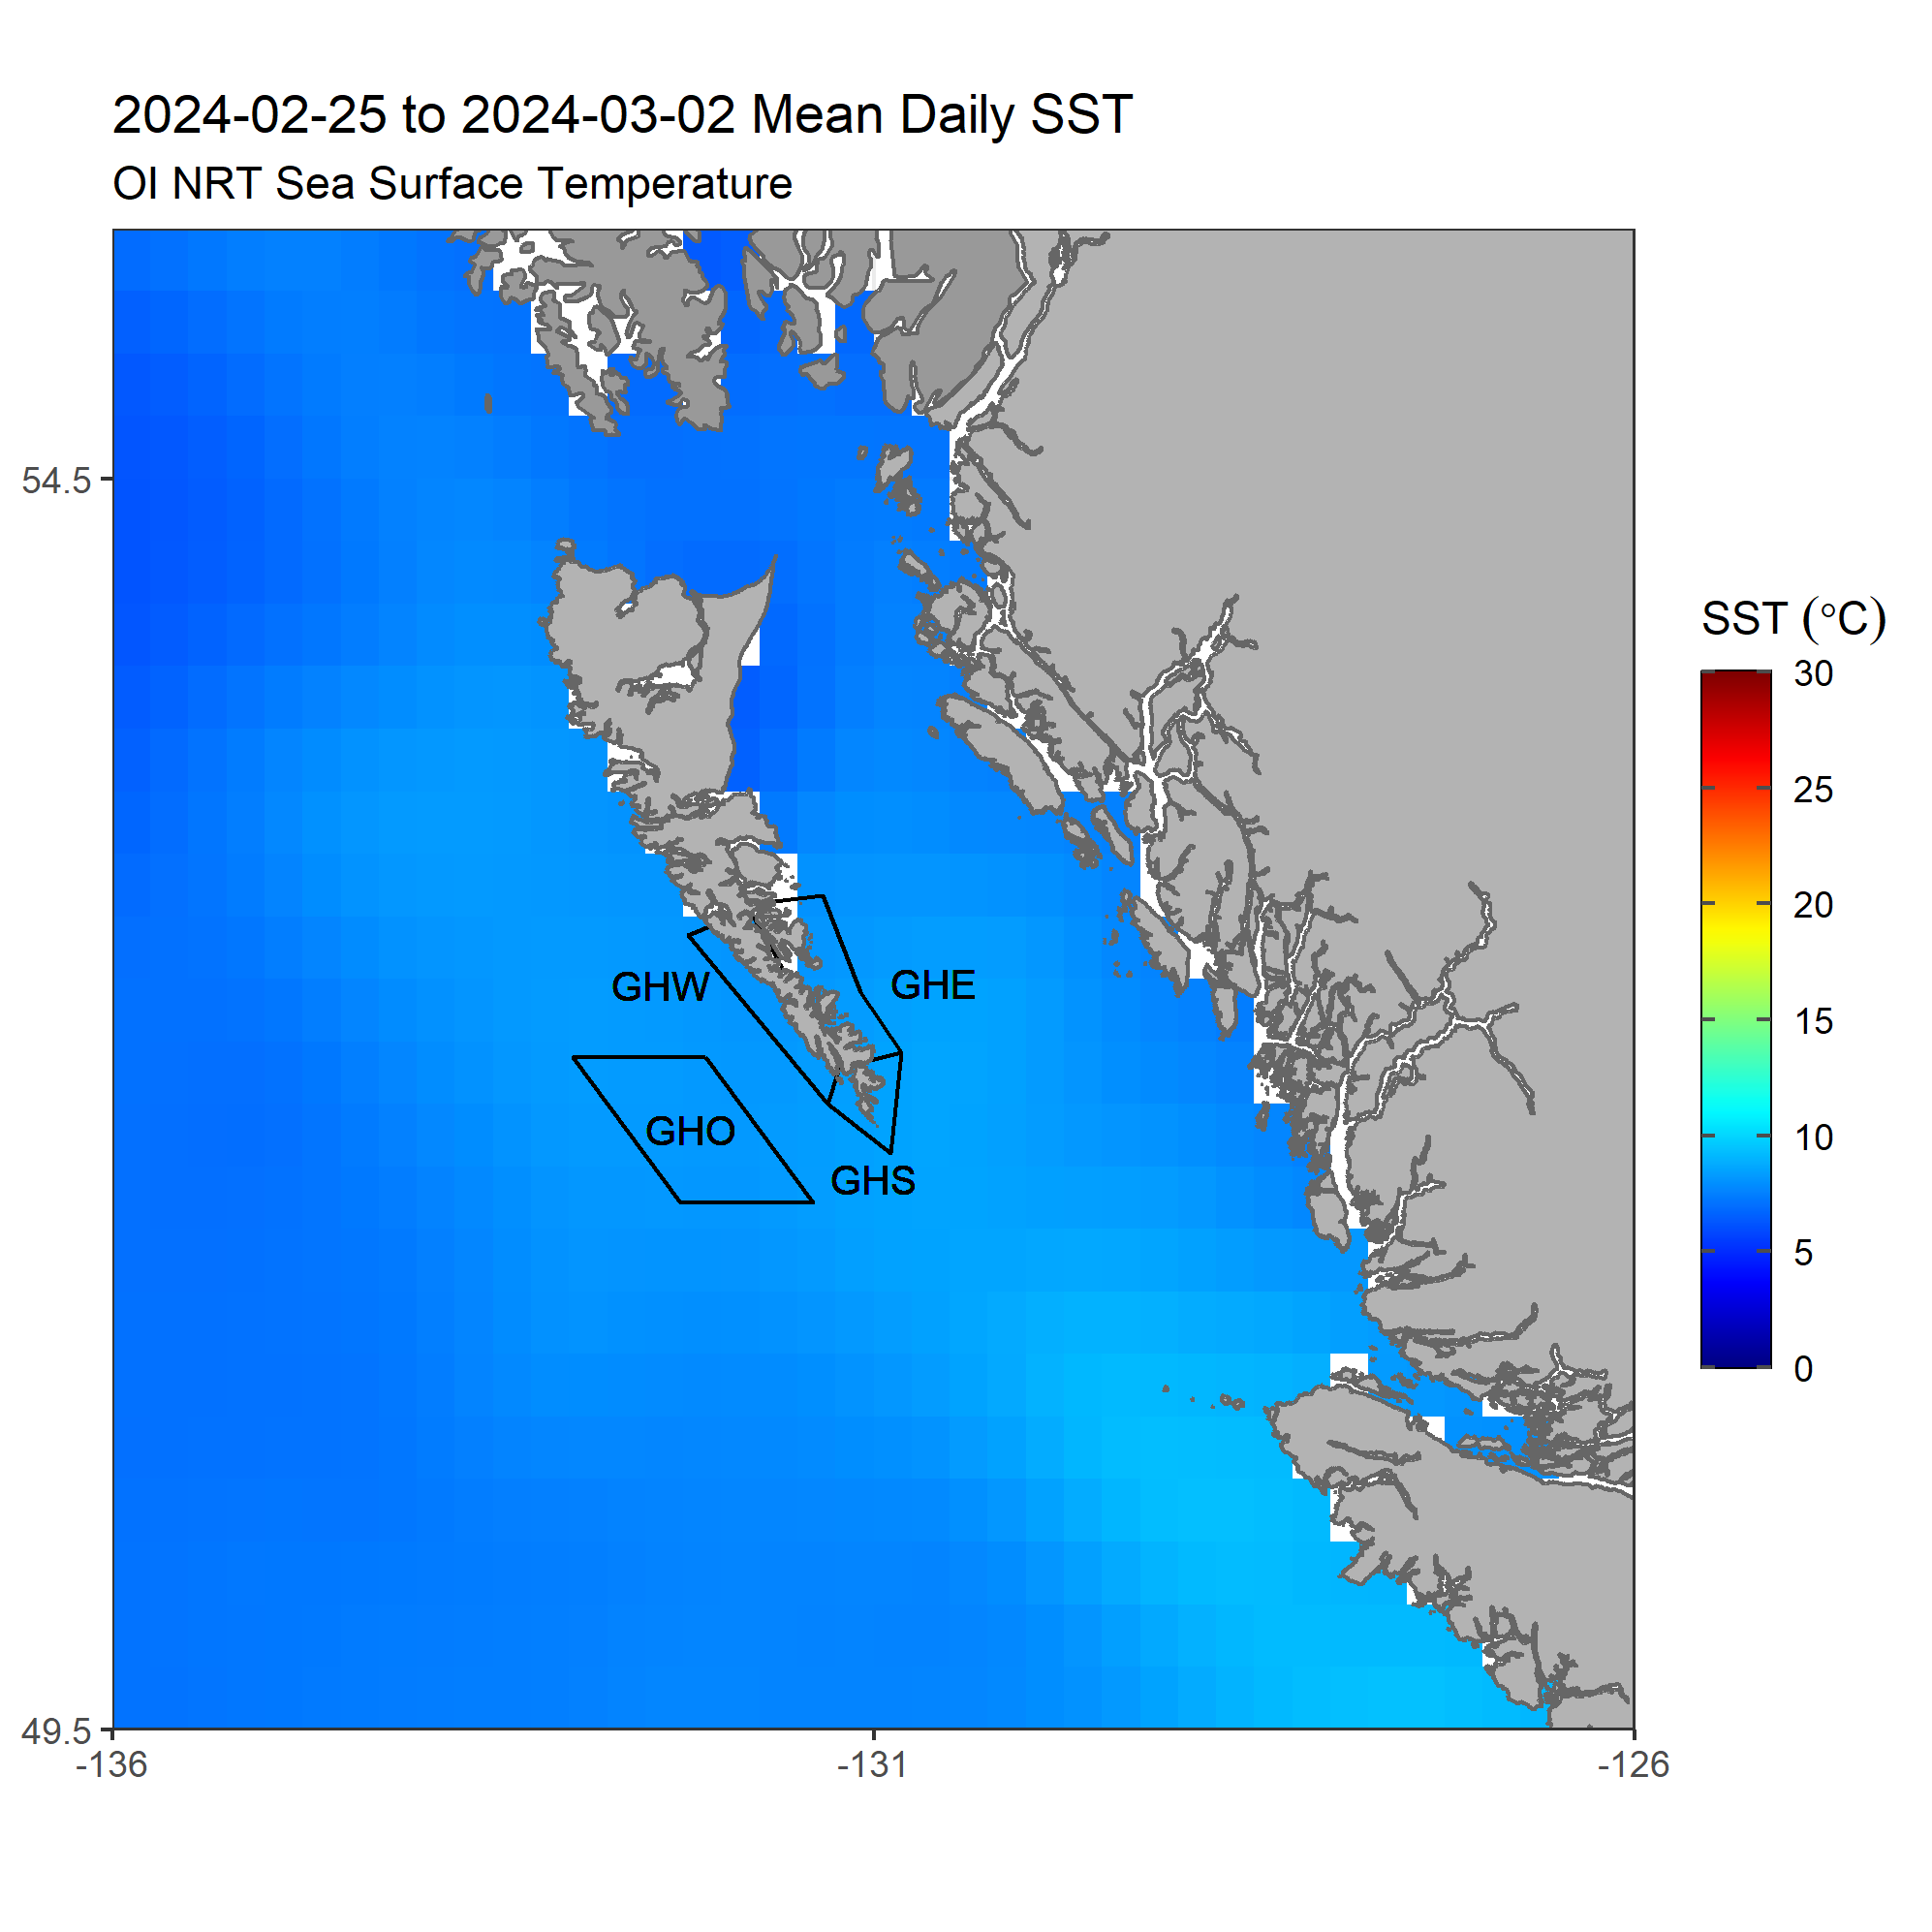 2024-02-25 to 2024-03-02 Mean Daily SST
OI NRT Sea Surface Temperature
54.5
49.5
-136
-131
-126
GHW
GHE
GHO
GHS
SST (°C)
30
25
20
15
10
5
0